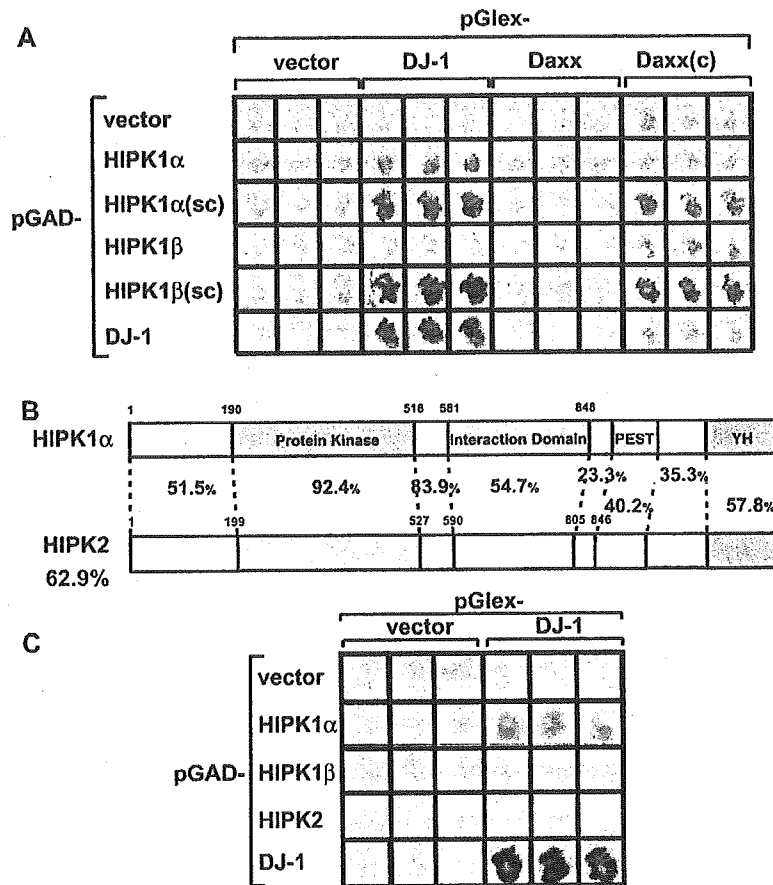 A
pGlex-
vector DJ-1 Daxx Daxx(c)
vector
HIPK1α
HIPK1α(sc)
pGAD-
HIPK1β
HIPK1β(sc)
DJ-1
B
1 190 518 581 848
HIPK1α Protein Kinase Interaction Domain PEST YH
51.5% 92.4% 83.9% 54.7% 23.3% 35.3%
40.2% 57.8%
1 199 527 590 805 846
HIPK2
62.9%
C
pGlex-
vector DJ-1
vector
HIPK1α
pGAD- HIPK1β
HIPK2
DJ-1